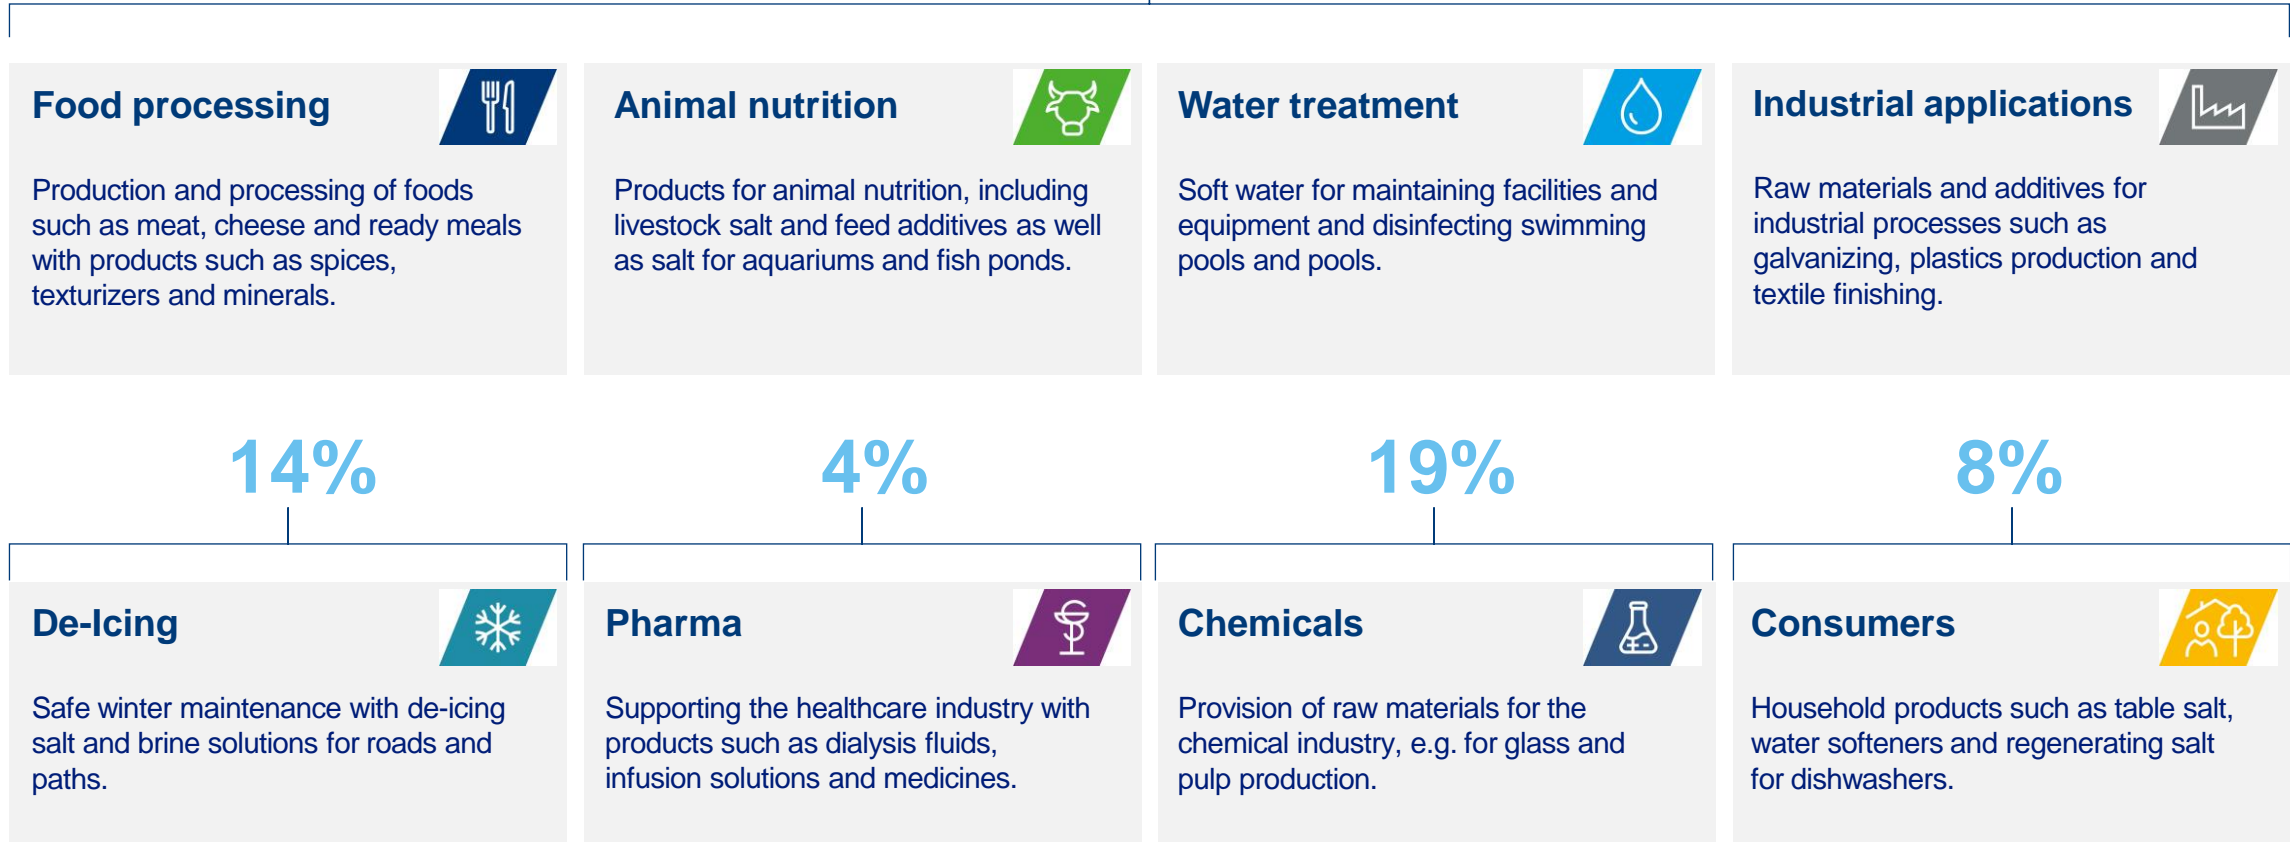 Food processing
Production and processing of foods
such as meat, cheese and ready meals
with products such as spices,
texturizers and minerals.
Animal nutrition
Products for animal nutrition, including
livestock salt and feed additives as well
as salt for aquariums and fish ponds.
Water treatment
Soft water for maintaining facilities and
equipment and disinfecting swimming
pools and pools.
Industrial applications
Raw materials and additives for
industrial processes such as
galvanizing, plastics production and
textile finishing.
14%
De-Icing
Safe winter maintenance with de-icing
salt and brine solutions for roads and
paths.
4%
Pharma
Supporting the healthcare industry with
products such as dialysis fluids,
infusion solutions and medicines.
19%
Chemicals
Provision of raw materials for the
chemical industry, e.g. for glass and
pulp production.
8%
Consumers
Household products such as table salt,
water softeners and regenerating salt
for dishwashers.